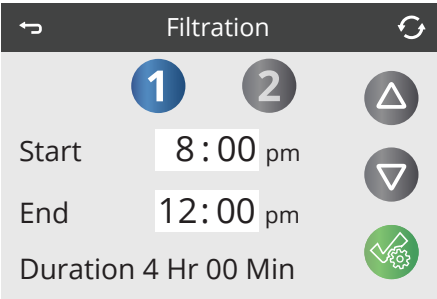 Filtration
1 2
Start 8:00 pm
End 12:00 pm
Duration 4 Hr 00 Min